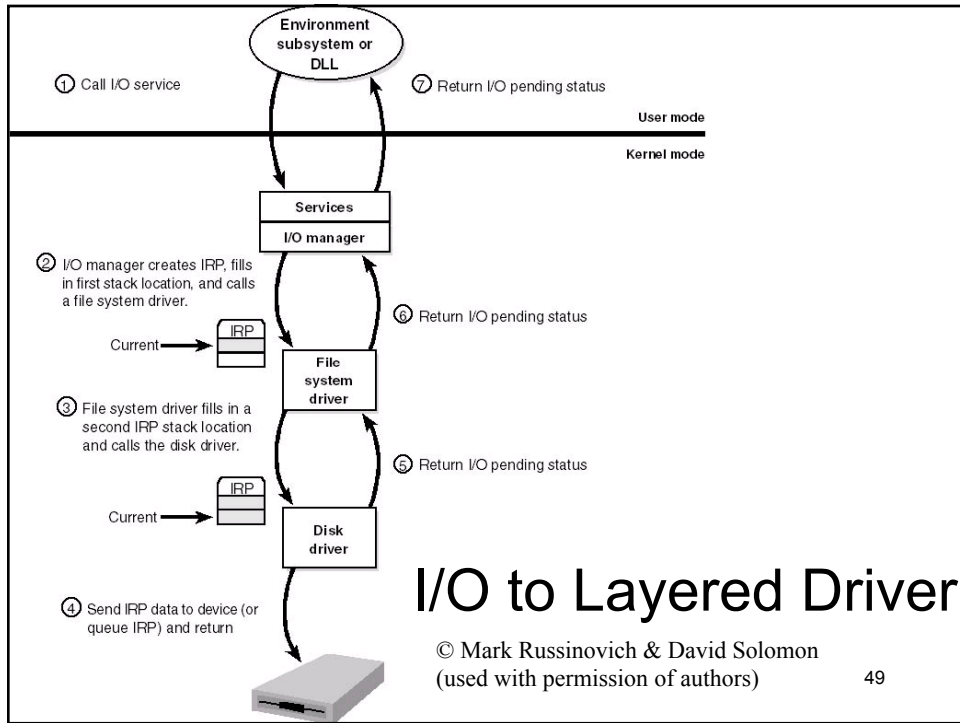 Environment
subsystem or
DLL
① Call I/O service
⑦ Return I/O pending status
User mode
Kernel mode
Services
I/O manager
② I/O manager creates IRP, fills
in first stack location, and calls
a file system driver.
⑥ Return I/O pending status
IRP
Current
File
system
driver
③ File system driver fills in a
second IRP stack location
and calls the disk driver.
⑤ Return I/O pending status
IRP
Current
Disk
driver
④ Send IRP data to device (or
queue IRP) and return
I/O to Layered Driver
© Mark Russinovich & David Solomon
(used with permission of authors)
49